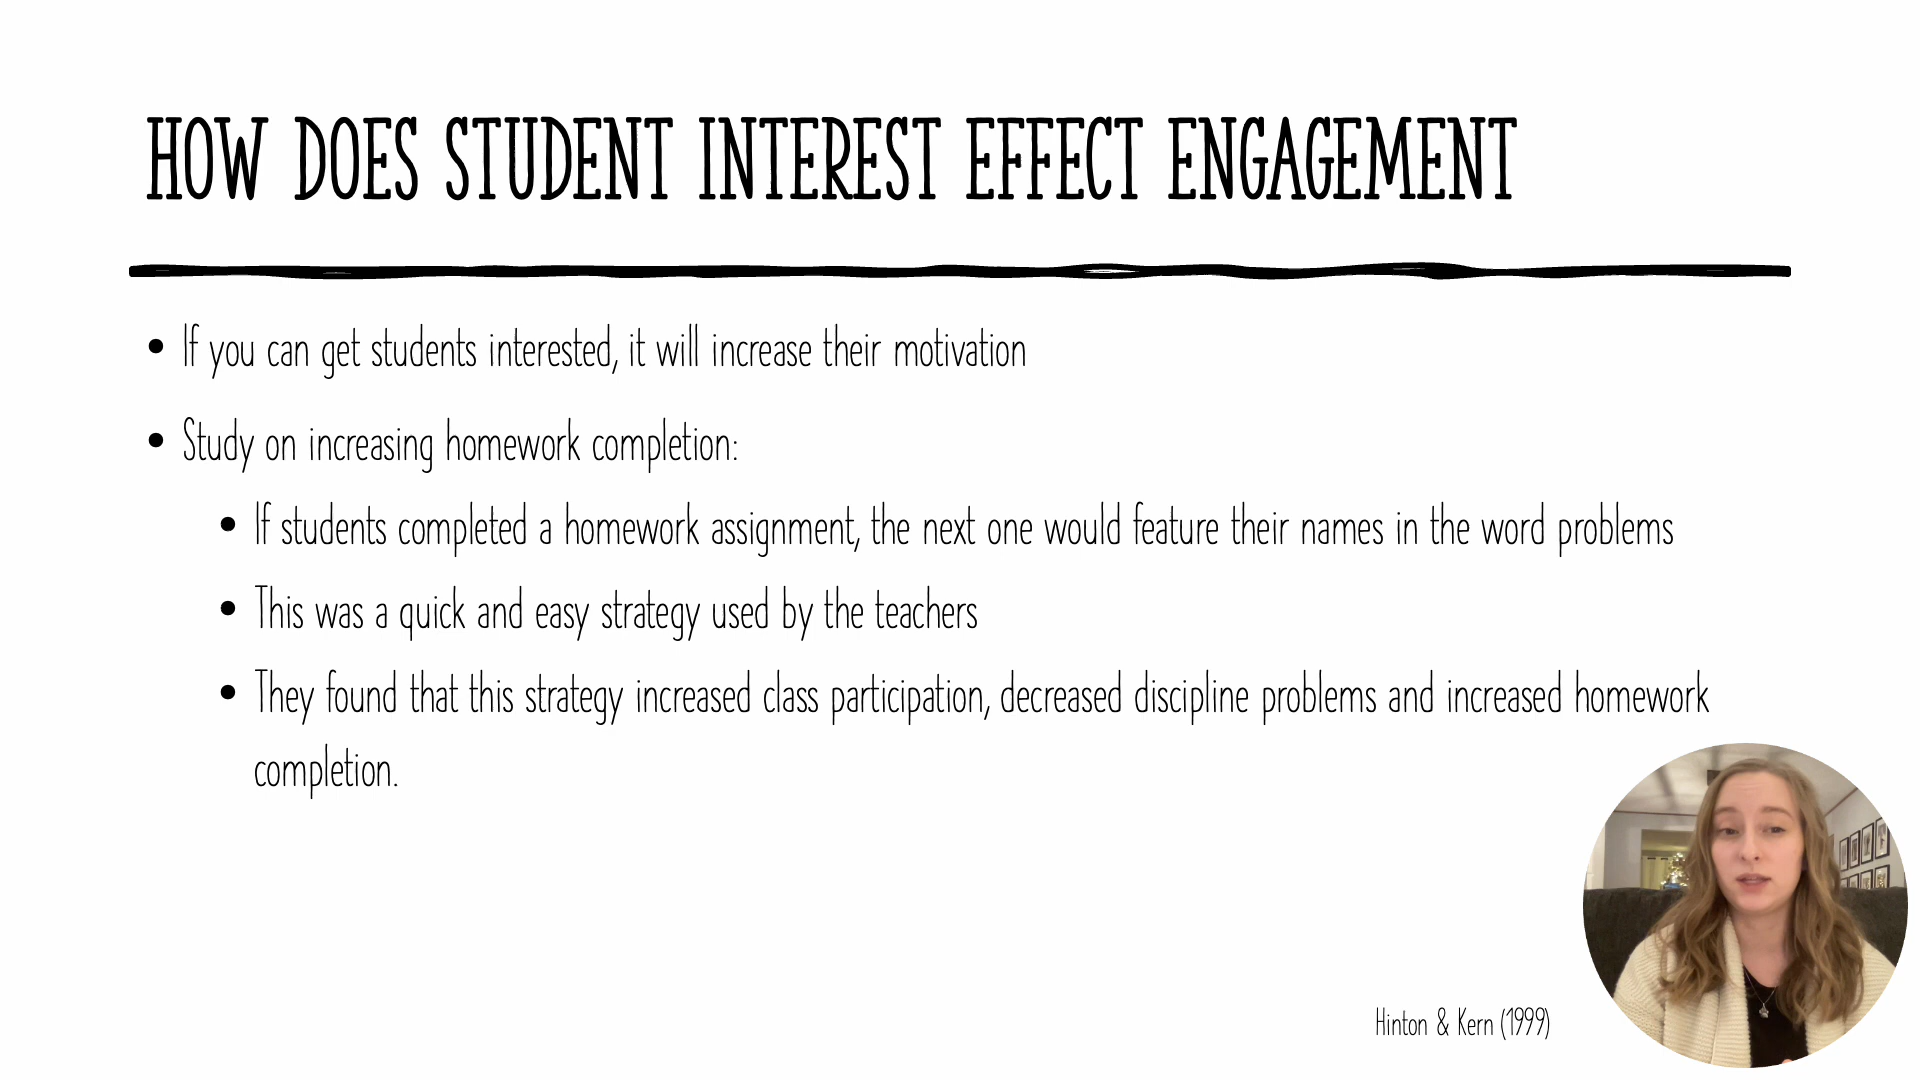 HOW DOES STUDENT INTEREST EFFECT ENGAGEMENT
• If you can get students interested, it will increase their motivation
• Study on increasing homework completion:
• If students completed a homework assignment, the next one would feature their names in the word problems
• This was a quick and easy strategy used by the teachers
• They found that this strategy increased class participation, decreased discipline problems and increased homework
completion.
Hinton & Kern (1999)